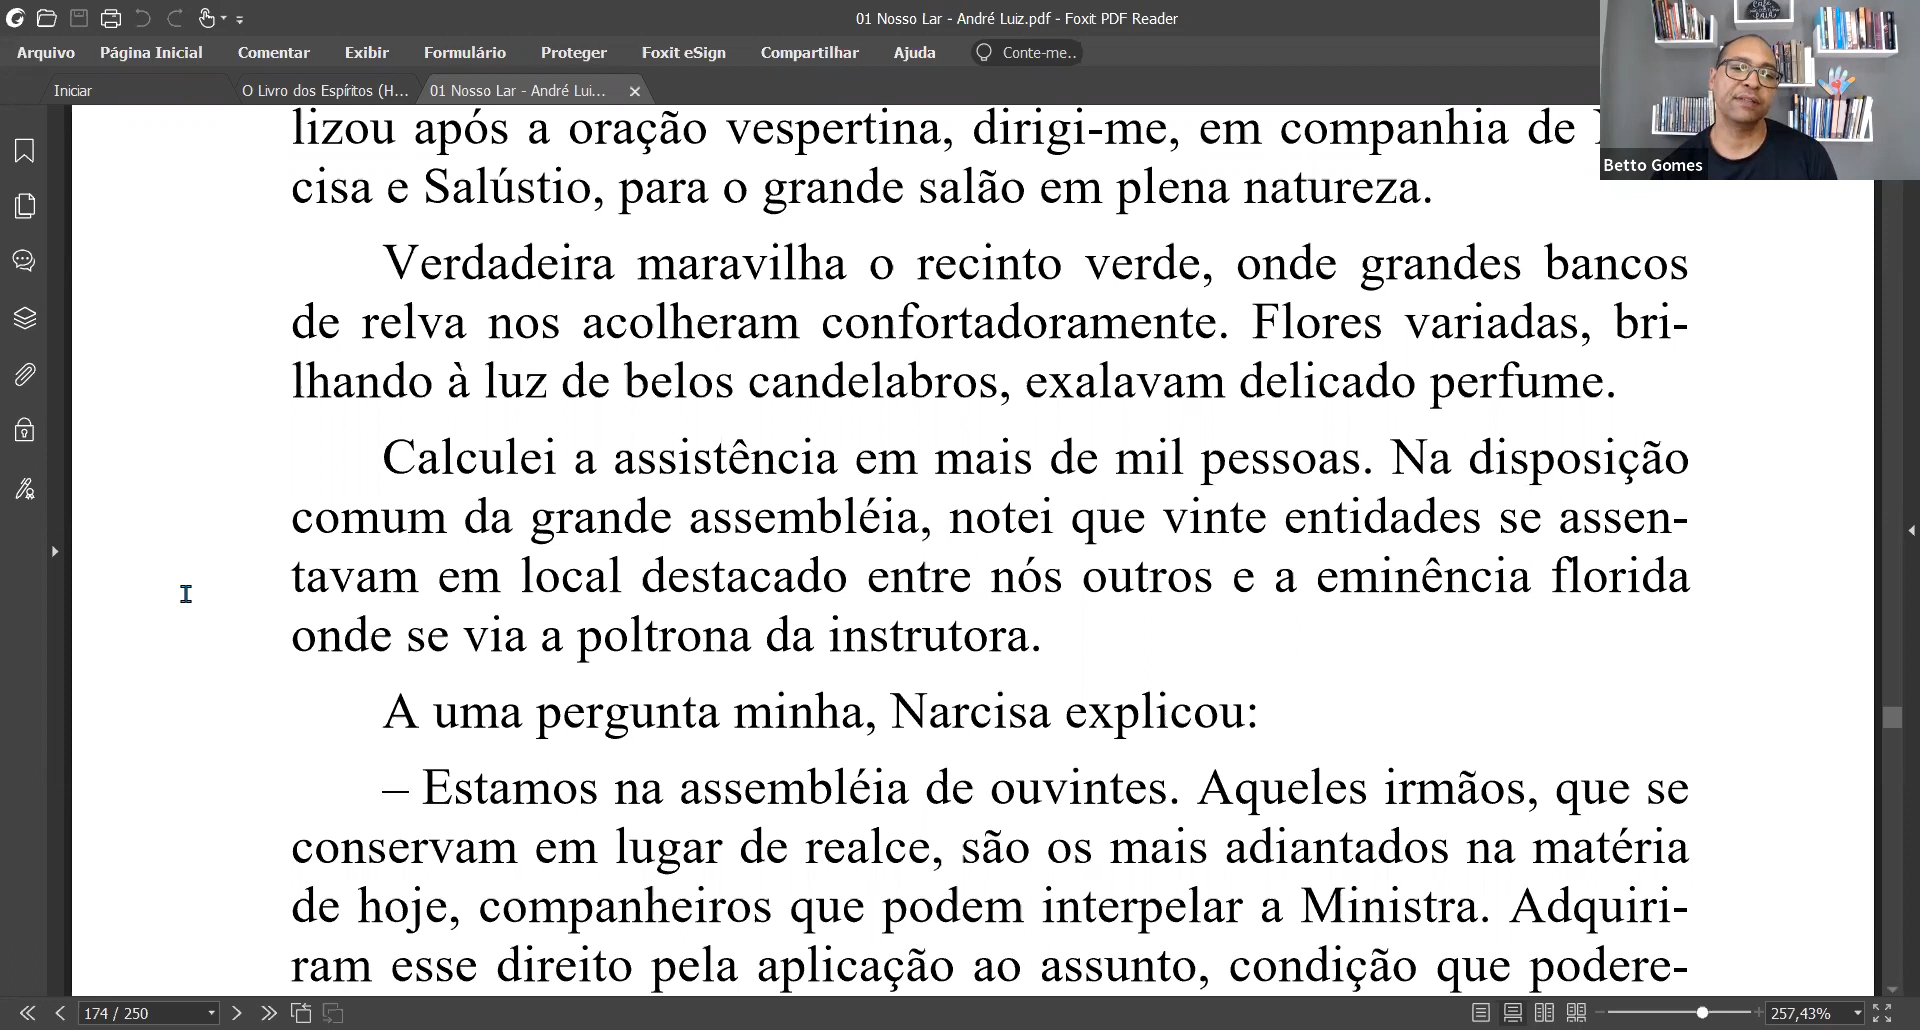 01 Nosso Lar - André Luiz.pdf - Foxit PDF Reader
Arquivo Página Inicial Comentar Exibir Formulário Proteger Foxit eSign Compartilhar Ajuda Conte-me..
Iniciar O Livro dos Espíritos (H... 01 Nosso Lar - André Lui...
Betto Gomes
lizou após a oração vespertina, dirigi-me, em companhia de
cisa e Salústio, para o grande salão em plena natureza.
Verdadeira maravilha o recinto verde, onde grandes bancos
de relva nos acolheram confortadoramente. Flores variadas, bri-
lhando à luz de belos candelabros, exalavam delicado perfume.
Calculei a assistência em mais de mil pessoas. Na disposição
comum da grande assembléia, notei que vinte entidades se assen-
tavam em local destacado entre nós outros e a eminência florida
onde se via a poltrona da instrutora.
A uma pergunta minha, Narcisa explicou:
– Estamos na assembléia de ouvintes. Aqueles irmãos, que se
conservam em lugar de realce, são os mais adiantados na matéria
de hoje, companheiros que podem interpelar a Ministra. Adquiri-
ram esse direito pela aplicação ao assunto, condição que podere-
174 / 250
257,43%